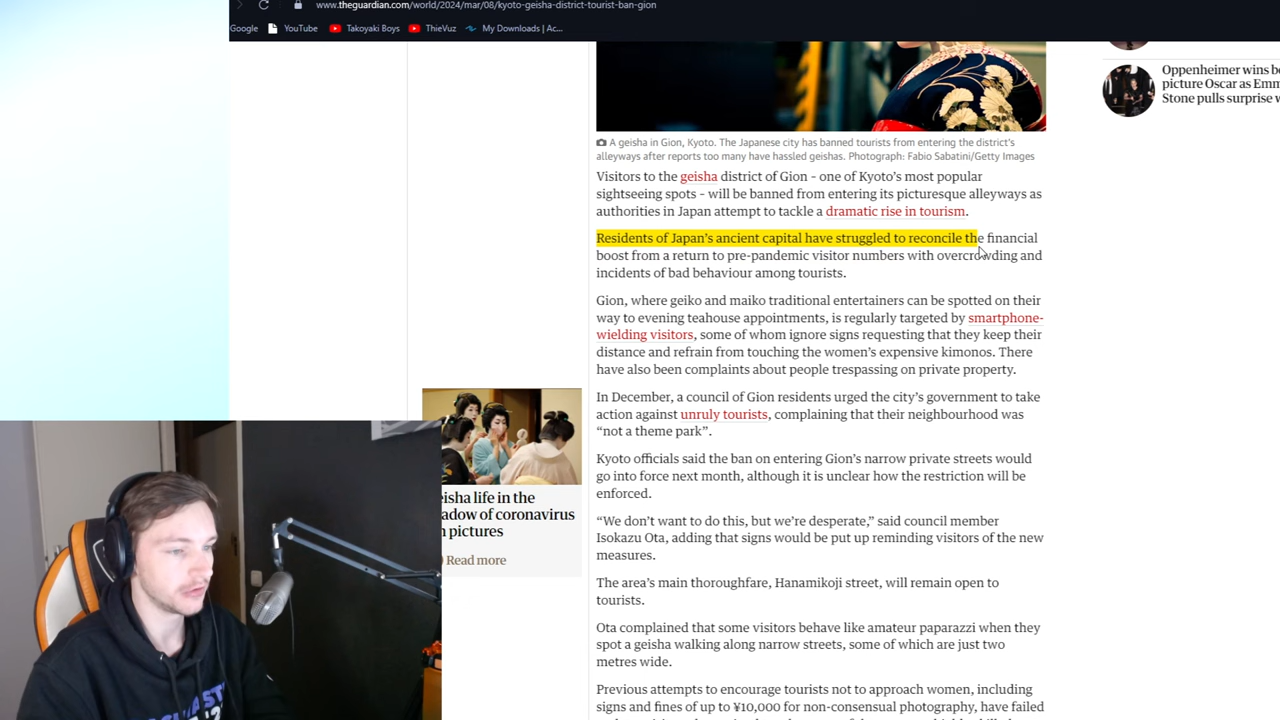 www.theguardian.com/world/2024/mar/08/kyoto-geisha-district-tourist-ban-gion
Google YouTube Takoyaki Boys ThieVuz My Downloads | Ac...
Oppenheimer wins be
picture Oscar as Emm
Stone pulls surprise w
A geisha in Gion, Kyoto. The Japanese city has banned tourists from entering the district's
alleyways after reports too many have hassled geishas. Photograph: Fabio Sabatini/Getty Images
Visitors to the geisha district of Gion – one of Kyoto’s most popular
sightseeing spots – will be banned from entering its picturesque alleyways as
authorities in Japan attempt to tackle a dramatic rise in tourism.
Residents of Japan’s ancient capital have struggled to reconcile the financial
boost from a return to pre-pandemic visitor numbers with overcrowding and
incidents of bad behaviour among tourists.
Gion, where geiko and maiko traditional entertainers can be spotted on their
way to evening teahouse appointments, is regularly targeted by smartphone-
wielding visitors, some of whom ignore signs requesting that they keep their
distance and refrain from touching the women’s expensive kimonos. There
have also been complaints about people trespassing on private property.
In December, a council of Gion residents urged the city’s government to take
action against unruly tourists, complaining that their neighbourhood was
“not a theme park”.
Kyoto officials said the ban on entering Gion’s narrow private streets would
go into force next month, although it is unclear how the restriction will be
enforced.
“We don’t want to do this, but we’re desperate,” said council member
Isokazu Ota, adding that signs would be put up reminding visitors of the new
measures.
The area’s main thoroughfare, Hanamikoji street, will remain open to
tourists.
Ota complained that some visitors behave like amateur paparazzi when they
spot a geisha walking along narrow streets, some of which are just two
metres wide.
Previous attempts to encourage tourists not to approach women, including
signs and fines of up to ¥10,000 for non-consensual photography, have failed
eisha life in the
adow of coronavirus
n pictures
Read more